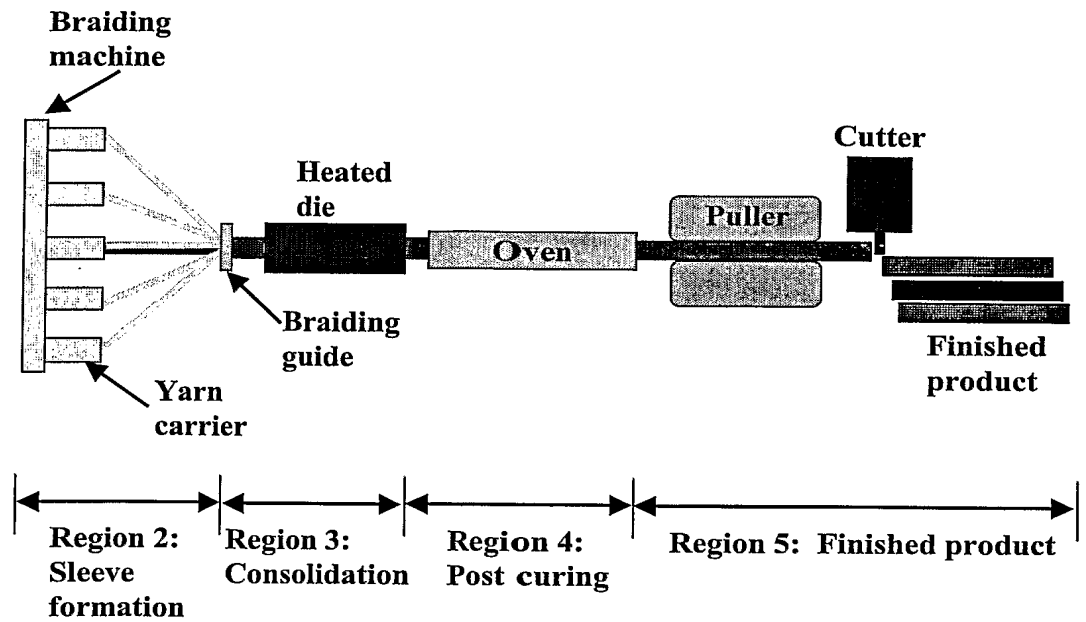 Braiding
machine
Cutter
Heated
die
Puller
Oven
Braiding
guide
Finished
product
Yarn
carrier
Region 2:
Sleeve
formation
Region 3:
Consolidation
Region 4:
Post curing
Region 5: Finished product